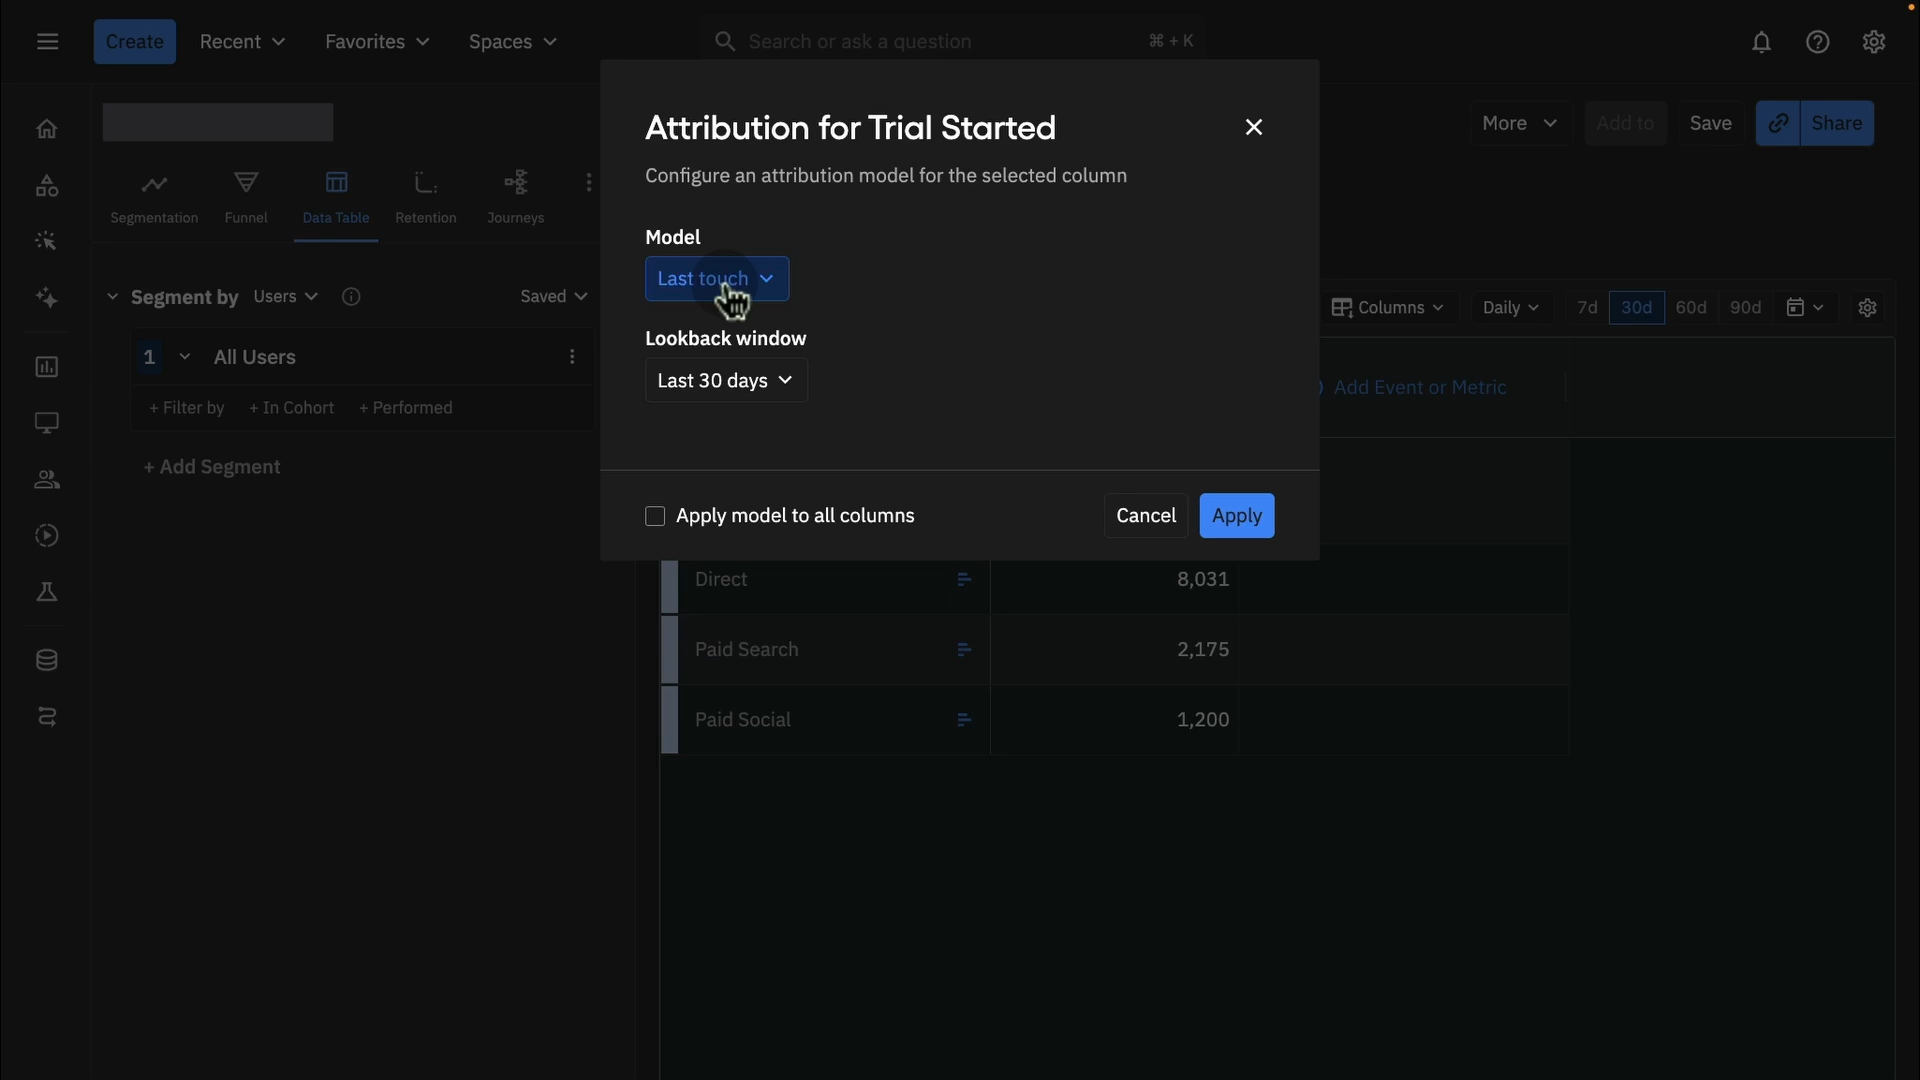 Create Recent Favorites Spaces Search or ask a question ⌘ + K
Attribution for Trial Started
Configure an attribution model for the selected column
Model
Last touch
Lookback window
Last 30 days
Apply model to all columns Cancel Apply
More Add to Save Share
Segmentation Funnel Data Table Retention Journeys
Segment by Users Saved
1 All Users
+ Filter by + In Cohort + Performed
+ Add Segment
Columns Daily 7d 30d 60d 90d
Add Event or Metric
Direct 8,031
Paid Search 2,175
Paid Social 1,200